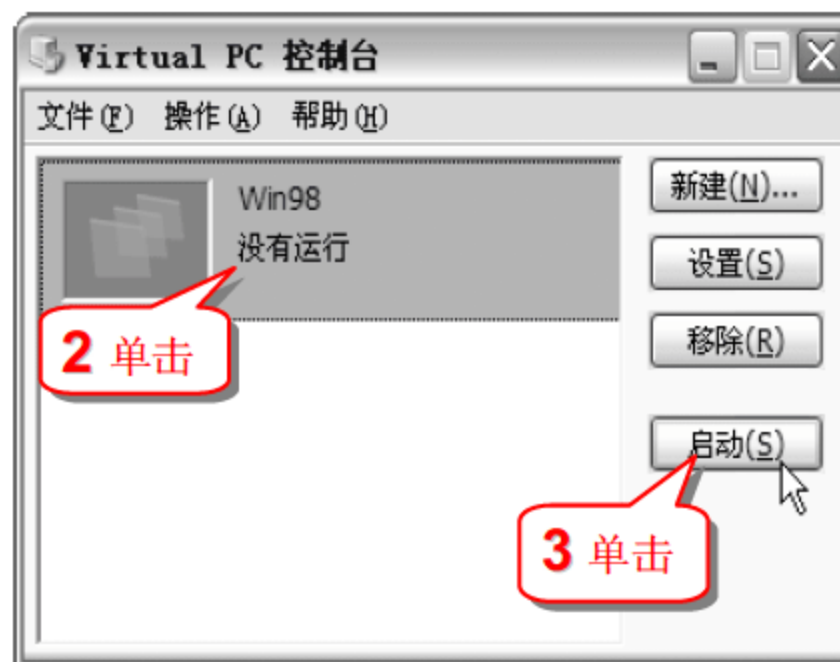 Virtual PC 控制台
文件(F) 操作(A) 帮助(H)
Win98
没有运行
2 单击
新建(N)...
设置(S)
移除(R)
启动(S)
3 单击